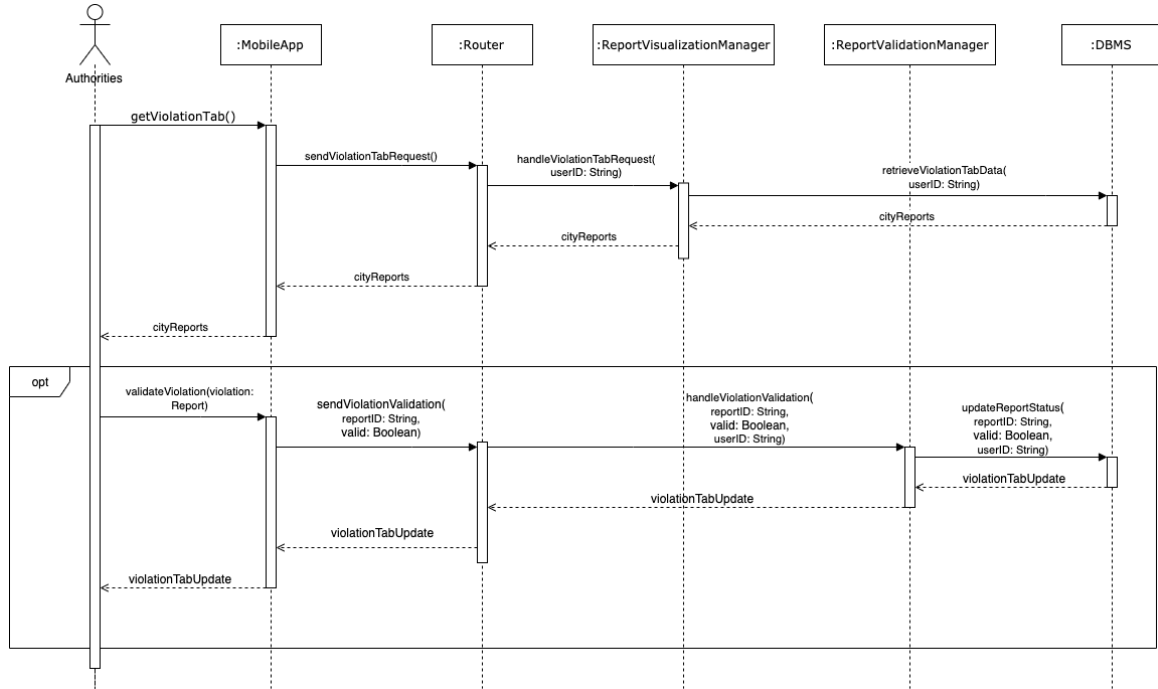 :MobileApp
:Router
:ReportVisualizationManager
:ReportValidationManager
:DBMS
Authorities
getViolationTab()
sendViolationTabRequest()
handleViolationTabRequest(
userID: String)
retrieveViolationTabData(
userID: String)
cityReports
cityReports
cityReports
cityReports
opt
validateViolation(violation:
Report)
sendViolationValidation(
reportID: String,
valid: Boolean)
handleViolationValidation(
reportID: String,
valid: Boolean,
userID: String)
updateReportStatus(
reportID: String,
valid: Boolean,
userID: String)
violationTabUpdate
violationTabUpdate
violationTabUpdate
violationTabUpdate